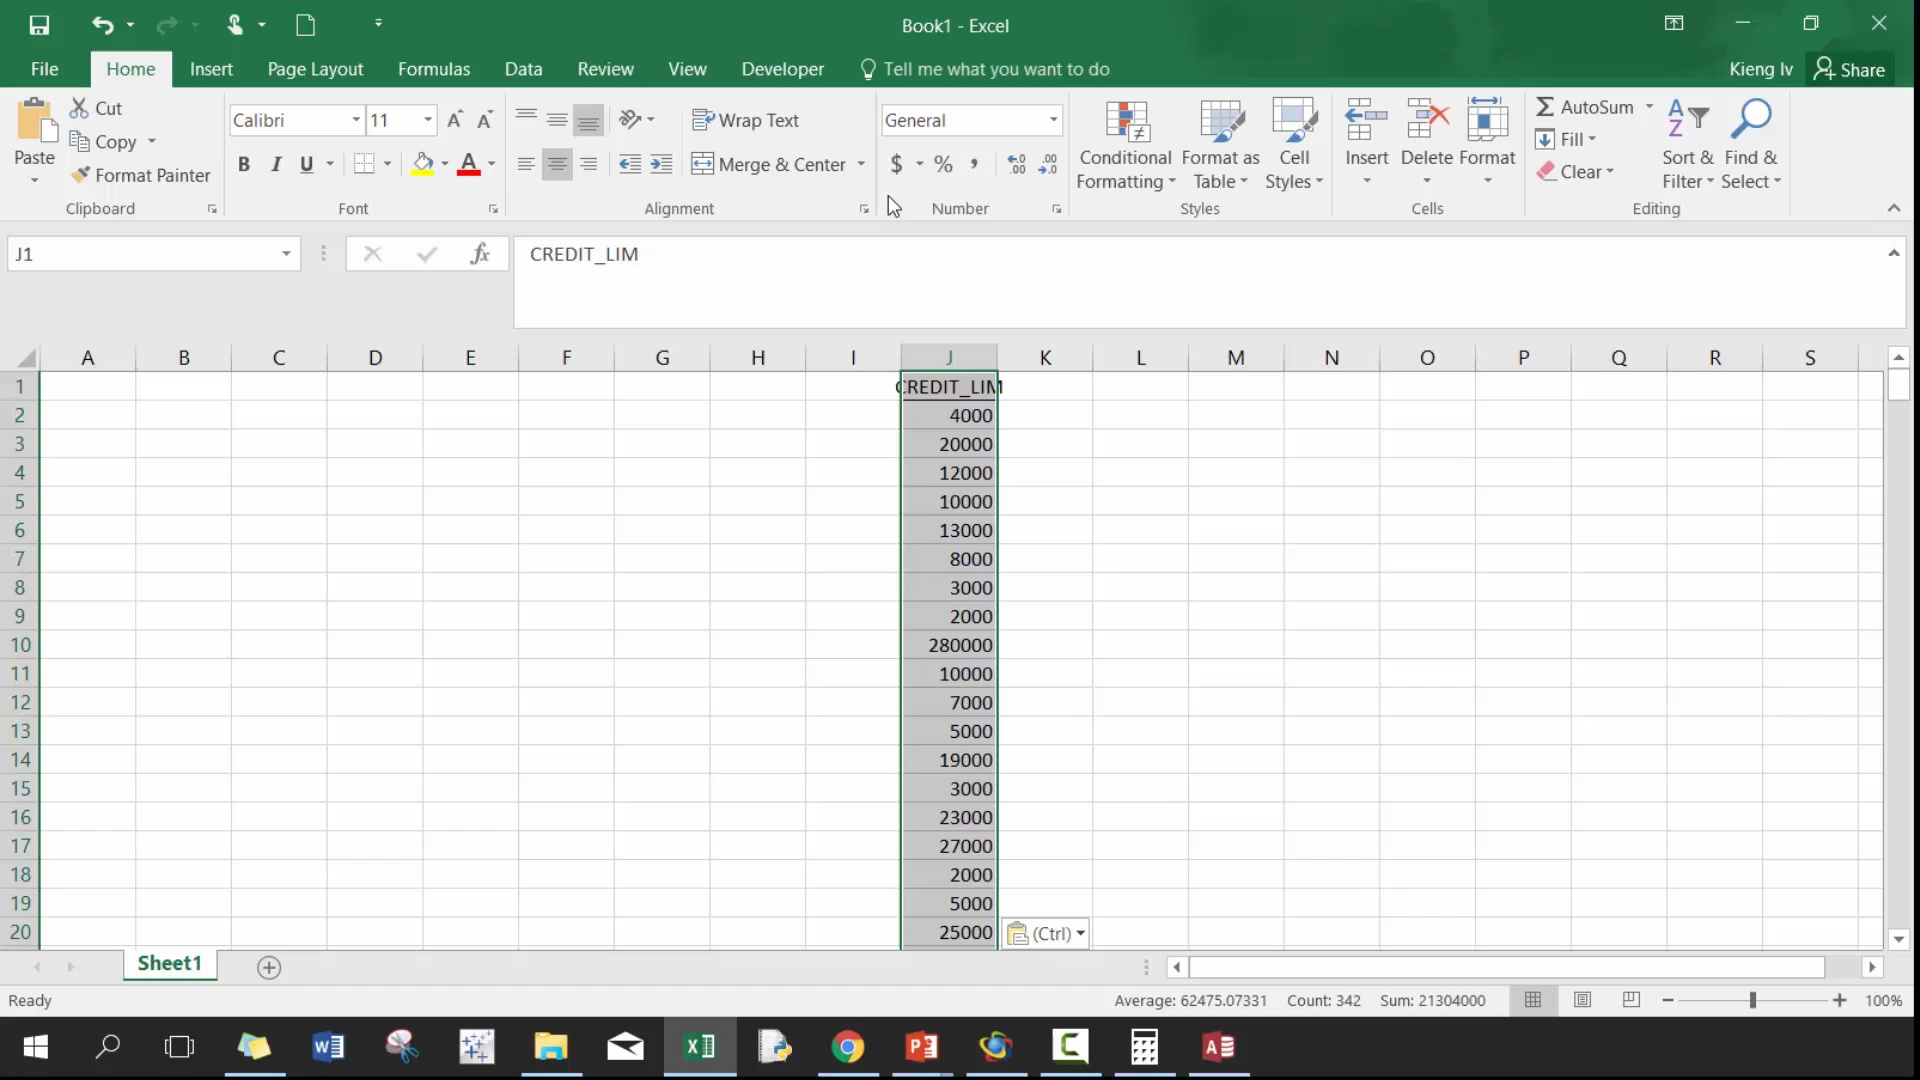 Book1 - Excel
File Home Insert Page Layout Formulas Data Review View Developer Tell me what you want to do Kieng Iv Share
Paste
Cut
Copy
Format Painter
Clipboard
Calibri 11
B I U A
Font
Wrap Text
Merge & Center
Alignment
General
$ % ,
Number
Conditional Formatting
Format as Table
Cell Styles
Styles
Insert Delete Format
Cells
AutoSum
Fill
Clear
Sort & Filter
Find & Select
Editing
J1 fx CREDIT_LIM
A B C D E F G H I J K L M N O P Q R S
1 CREDIT_LIM
2 4000
3 20000
4 12000
5 10000
6 13000
7 8000
8 3000
9 2000
10 280000
11 10000
12 7000
13 5000
14 19000
15 3000
16 23000
17 27000
18 2000
19 5000
20 25000 (Ctrl)
Sheet1
Ready Average: 62475.07331 Count: 342 Sum: 21304000 100%